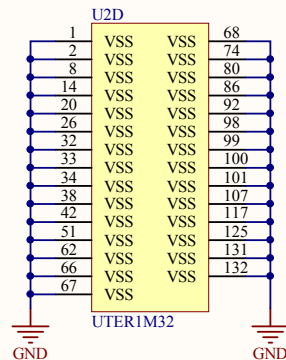 U2D
1 VSS VSS 68
2 VSS VSS 74
8 VSS VSS 80
14 VSS VSS 86
20 VSS VSS 92
26 VSS VSS 98
32 VSS VSS 99
33 VSS VSS 100
34 VSS VSS 101
38 VSS VSS 107
42 VSS VSS 117
51 VSS VSS 125
62 VSS VSS 131
66 VSS VSS 132
67 VSS
UTER1M32
GND GND